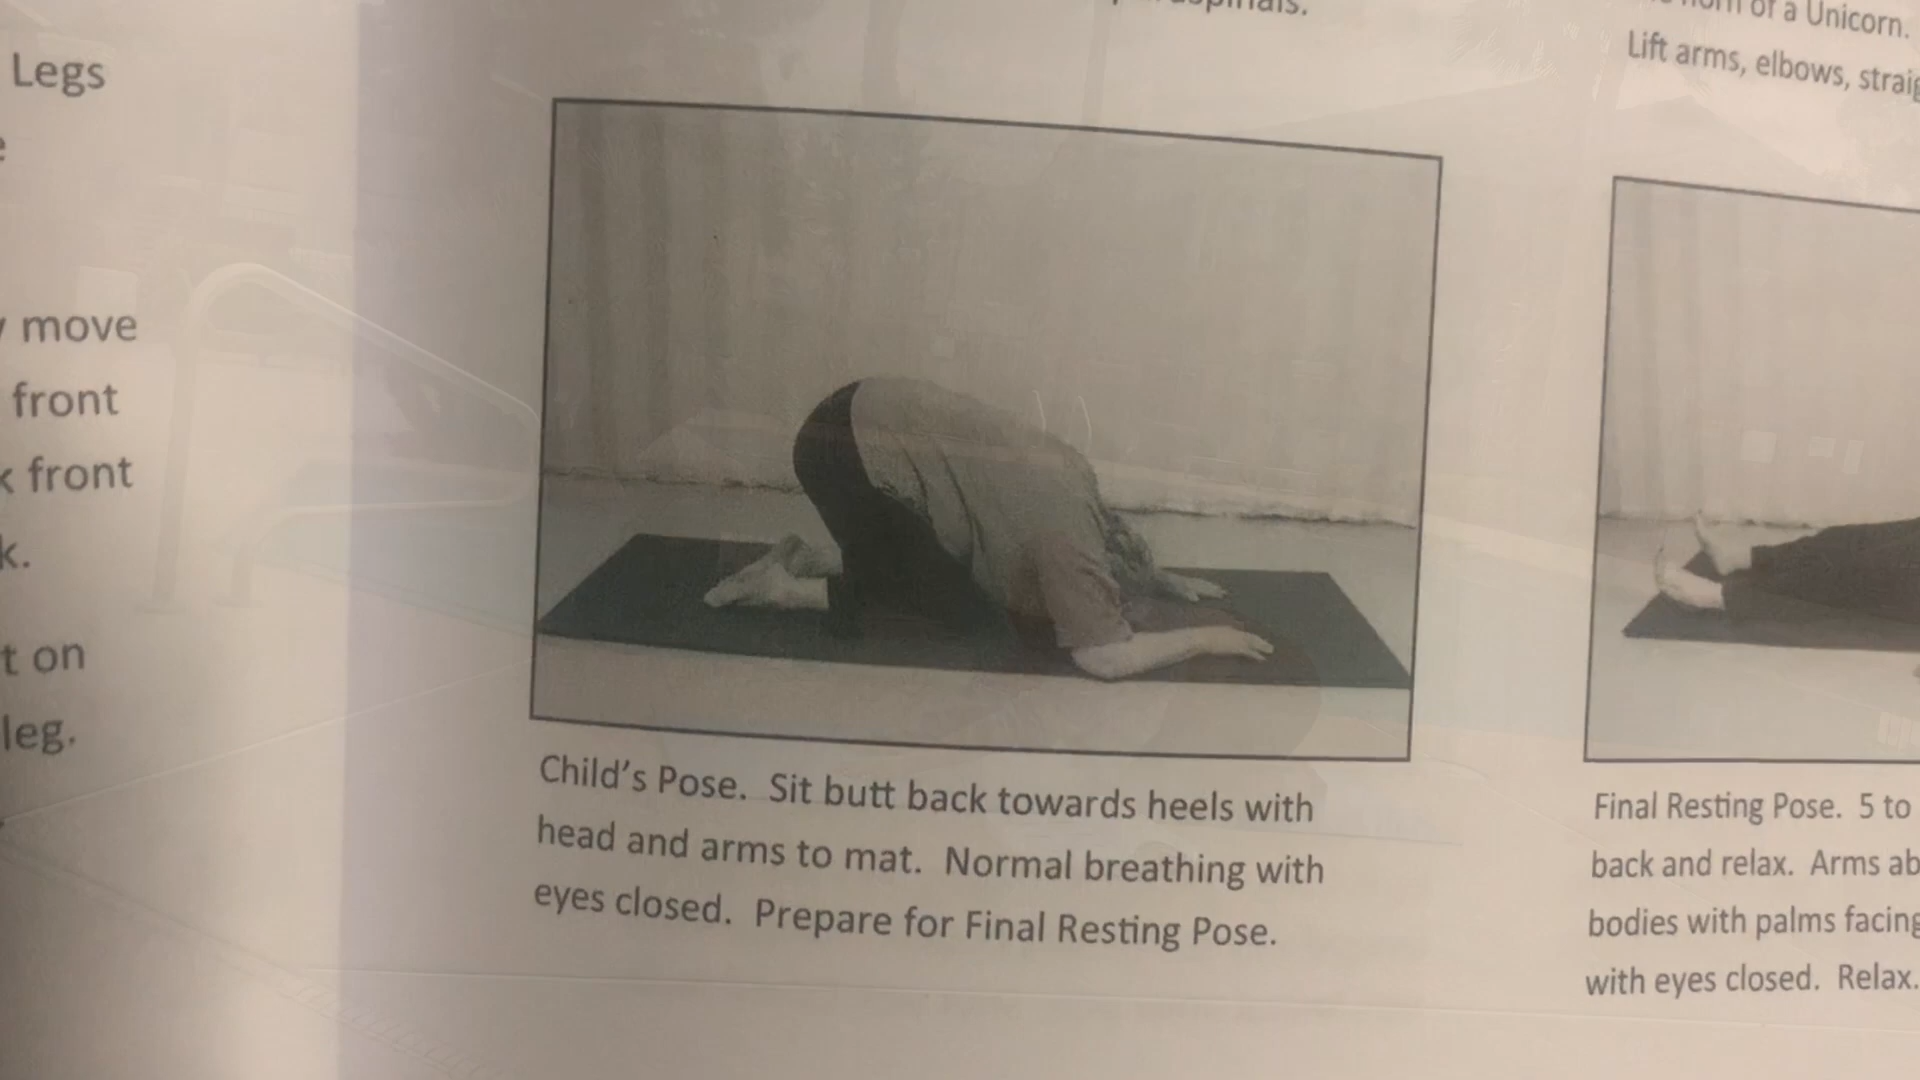 Legs
move
front
front
k.
t on
leg.
of a Unicorn.
Lift arms, elbows,
Child's Pose.  Sit butt back towards heels with
head and arms to mat.  Normal breathing with
eyes closed.  Prepare for Final Resting Pose.
Final Resting Pose.  5 to
back and relax.  Arms
bodies with palms
with eyes closed.  Relax.